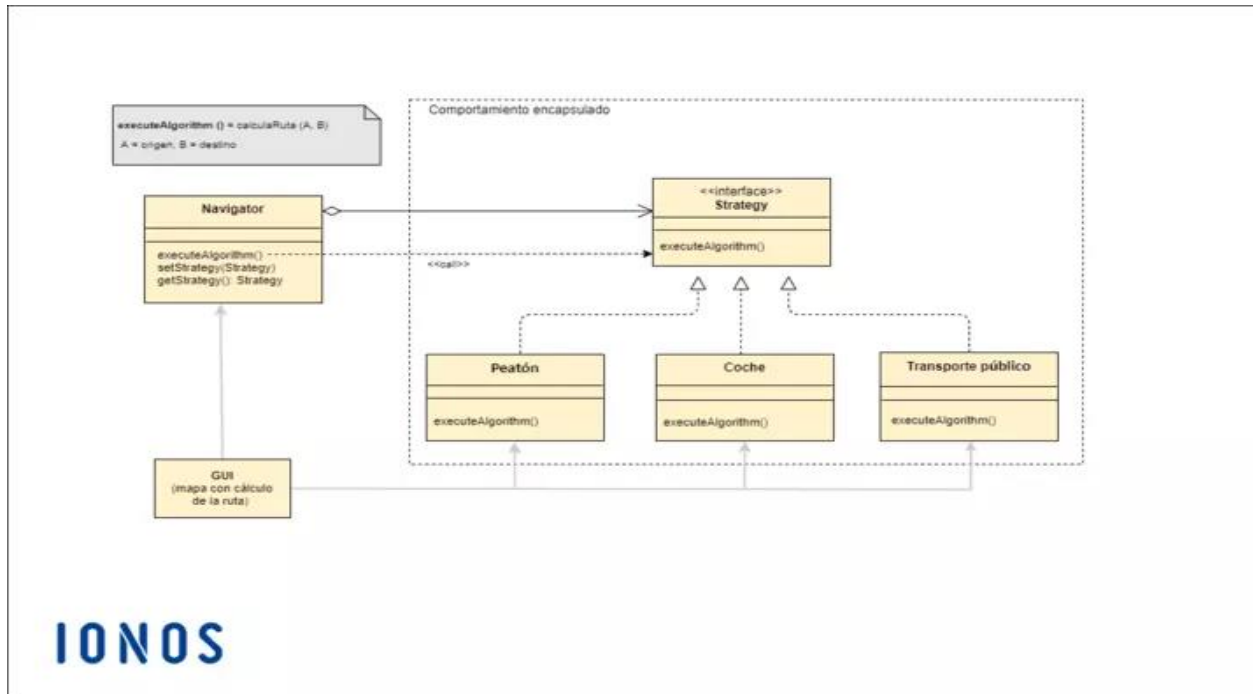 Comportamiento encapsulado
executeAlgorithm () = calculaRuta (A, B)
A = origen, B = destino
<<interface>>
Strategy
executeAlgorithm()
Navigator
executeAlgorithm()
setStrategy(Strategy)
getStrategy(): Strategy
<<call>>
Peatón
executeAlgorithm()
Coche
executeAlgorithm()
Transporte público
executeAlgorithm()
GUI
(mapa con cálculo
de la ruta)
IONOS